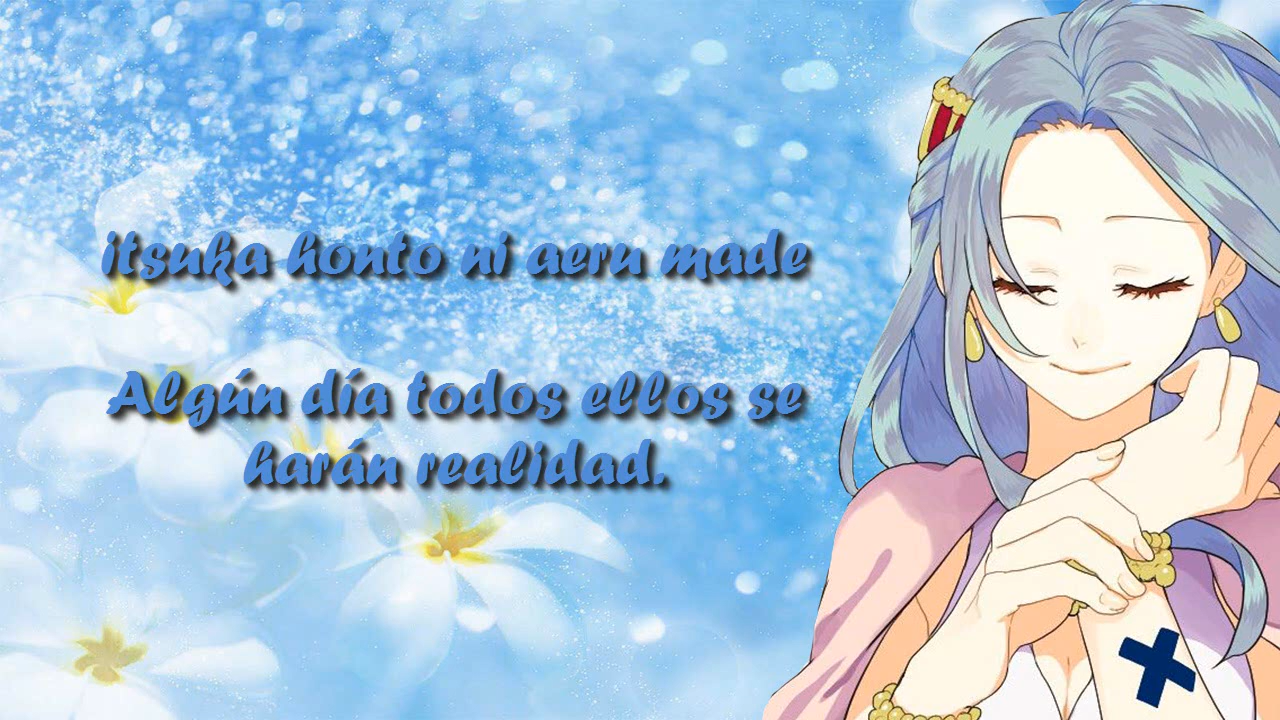 itsuka honto ni aeru made
Algún día todos ellos se
harán realidad.